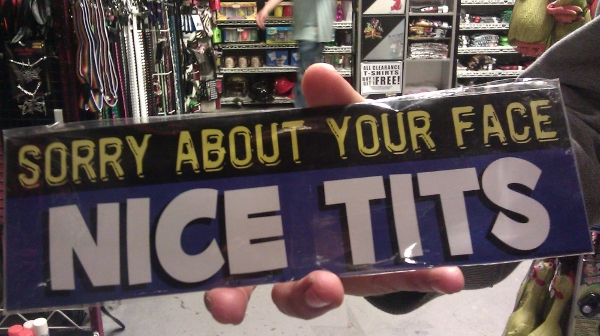 ALL CLEARANCE
T-SHIRTS
FREE!
SORRY ABOUT YOUR FACE
NICE TITS